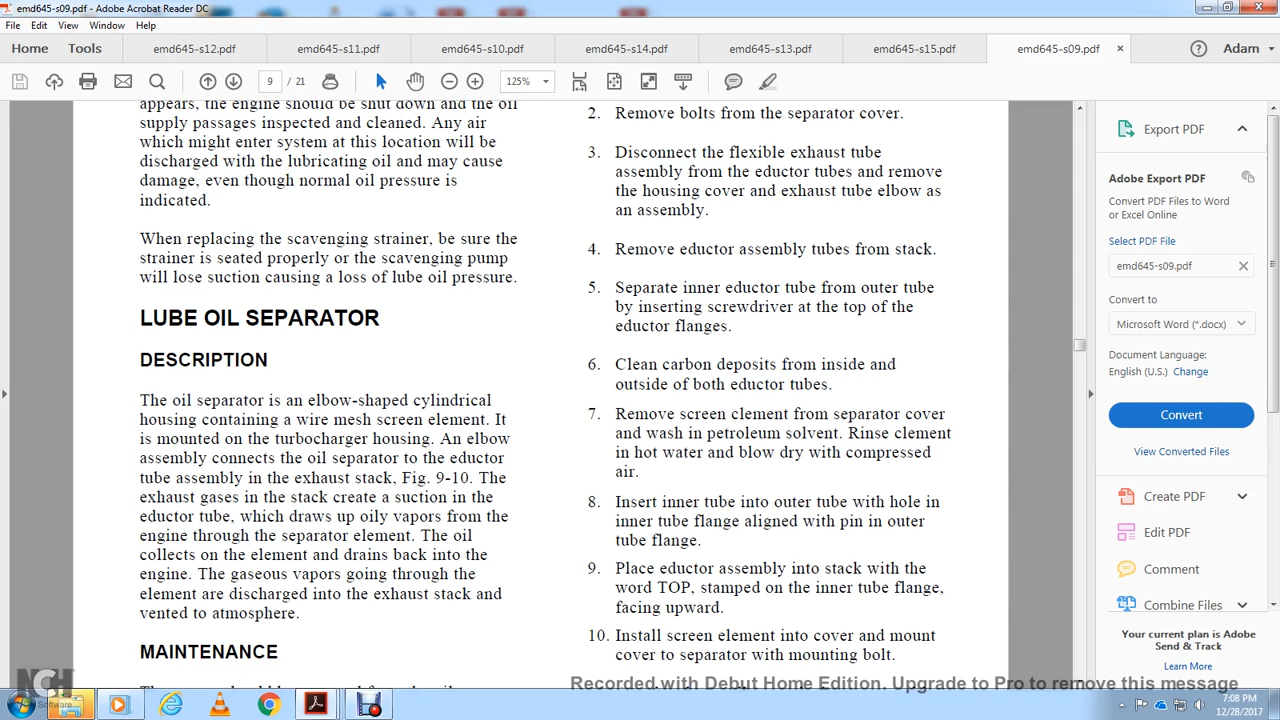 emd645-s09.pdf - Adobe Acrobat Reader DC
File Edit View Window Help
Home Tools emd645-s12.pdf emd645-s11.pdf emd645-s10.pdf emd645-s14.pdf emd645-s13.pdf emd645-s15.pdf emd645-s09.pdf × Adam
9 / 21 125%
appears, the engine should be shut down and the oil
supply passages inspected and cleaned. Any air
which might enter system at this location will be
discharged with the lubricating oil and may cause
damage, even though normal oil pressure is
indicated.
When replacing the scavenging strainer, be sure the
strainer is seated properly or the scavenging pump
will lose suction causing a loss of lube oil pressure.
LUBE OIL SEPARATOR
DESCRIPTION
The oil separator is an elbow-shaped cylindrical
housing containing a wire mesh screen element. It
is mounted on the turbocharger housing. An elbow
assembly connects the oil separator to the eductor
tube assembly in the exhaust stack, Fig. 9-10. The
exhaust gases in the stack create a suction in the
eductor tube, which draws up oily vapors from the
engine through the separator element. The oil
collects on the element and drains back into the
engine. The gaseous vapors going through the
element are discharged into the exhaust stack and
vented to atmosphere.
MAINTENANCE
2. Remove bolts from the separator cover.
3. Disconnect the flexible exhaust tube
assembly from the eductor tubes and remove
the housing cover and exhaust tube elbow as
an assembly.
4. Remove eductor assembly tubes from stack.
5. Separate inner eductor tube from outer tube
by inserting screwdriver at the top of the
eductor flanges.
6. Clean carbon deposits from inside and
outside of both eductor tubes.
7. Remove screen clement from separator cover
and wash in petroleum solvent. Rinse clement
in hot water and blow dry with compressed
air.
8. Insert inner tube into outer tube with hole in
inner tube flange aligned with pin in outer
tube flange.
9. Place eductor assembly into stack with the
word TOP, stamped on the inner tube flange,
facing upward.
10. Install screen element into cover and mount
cover to separator with mounting bolt.
Export PDF
Adobe Export PDF
Convert PDF Files to Word
or Excel Online
Select PDF File
emd645-s09.pdf
Convert to
Microsoft Word (*.docx)
Document Language:
English (U.S.) Change
Convert
View Converted Files
Create PDF
Edit PDF
Comment
Combine Files
Your current plan is Adobe
Send & Track
Learn More
NCH
Software
Recorded with Debut Home Edition. Upgrade to Pro to remove this message
7:08 PM
12/28/2017